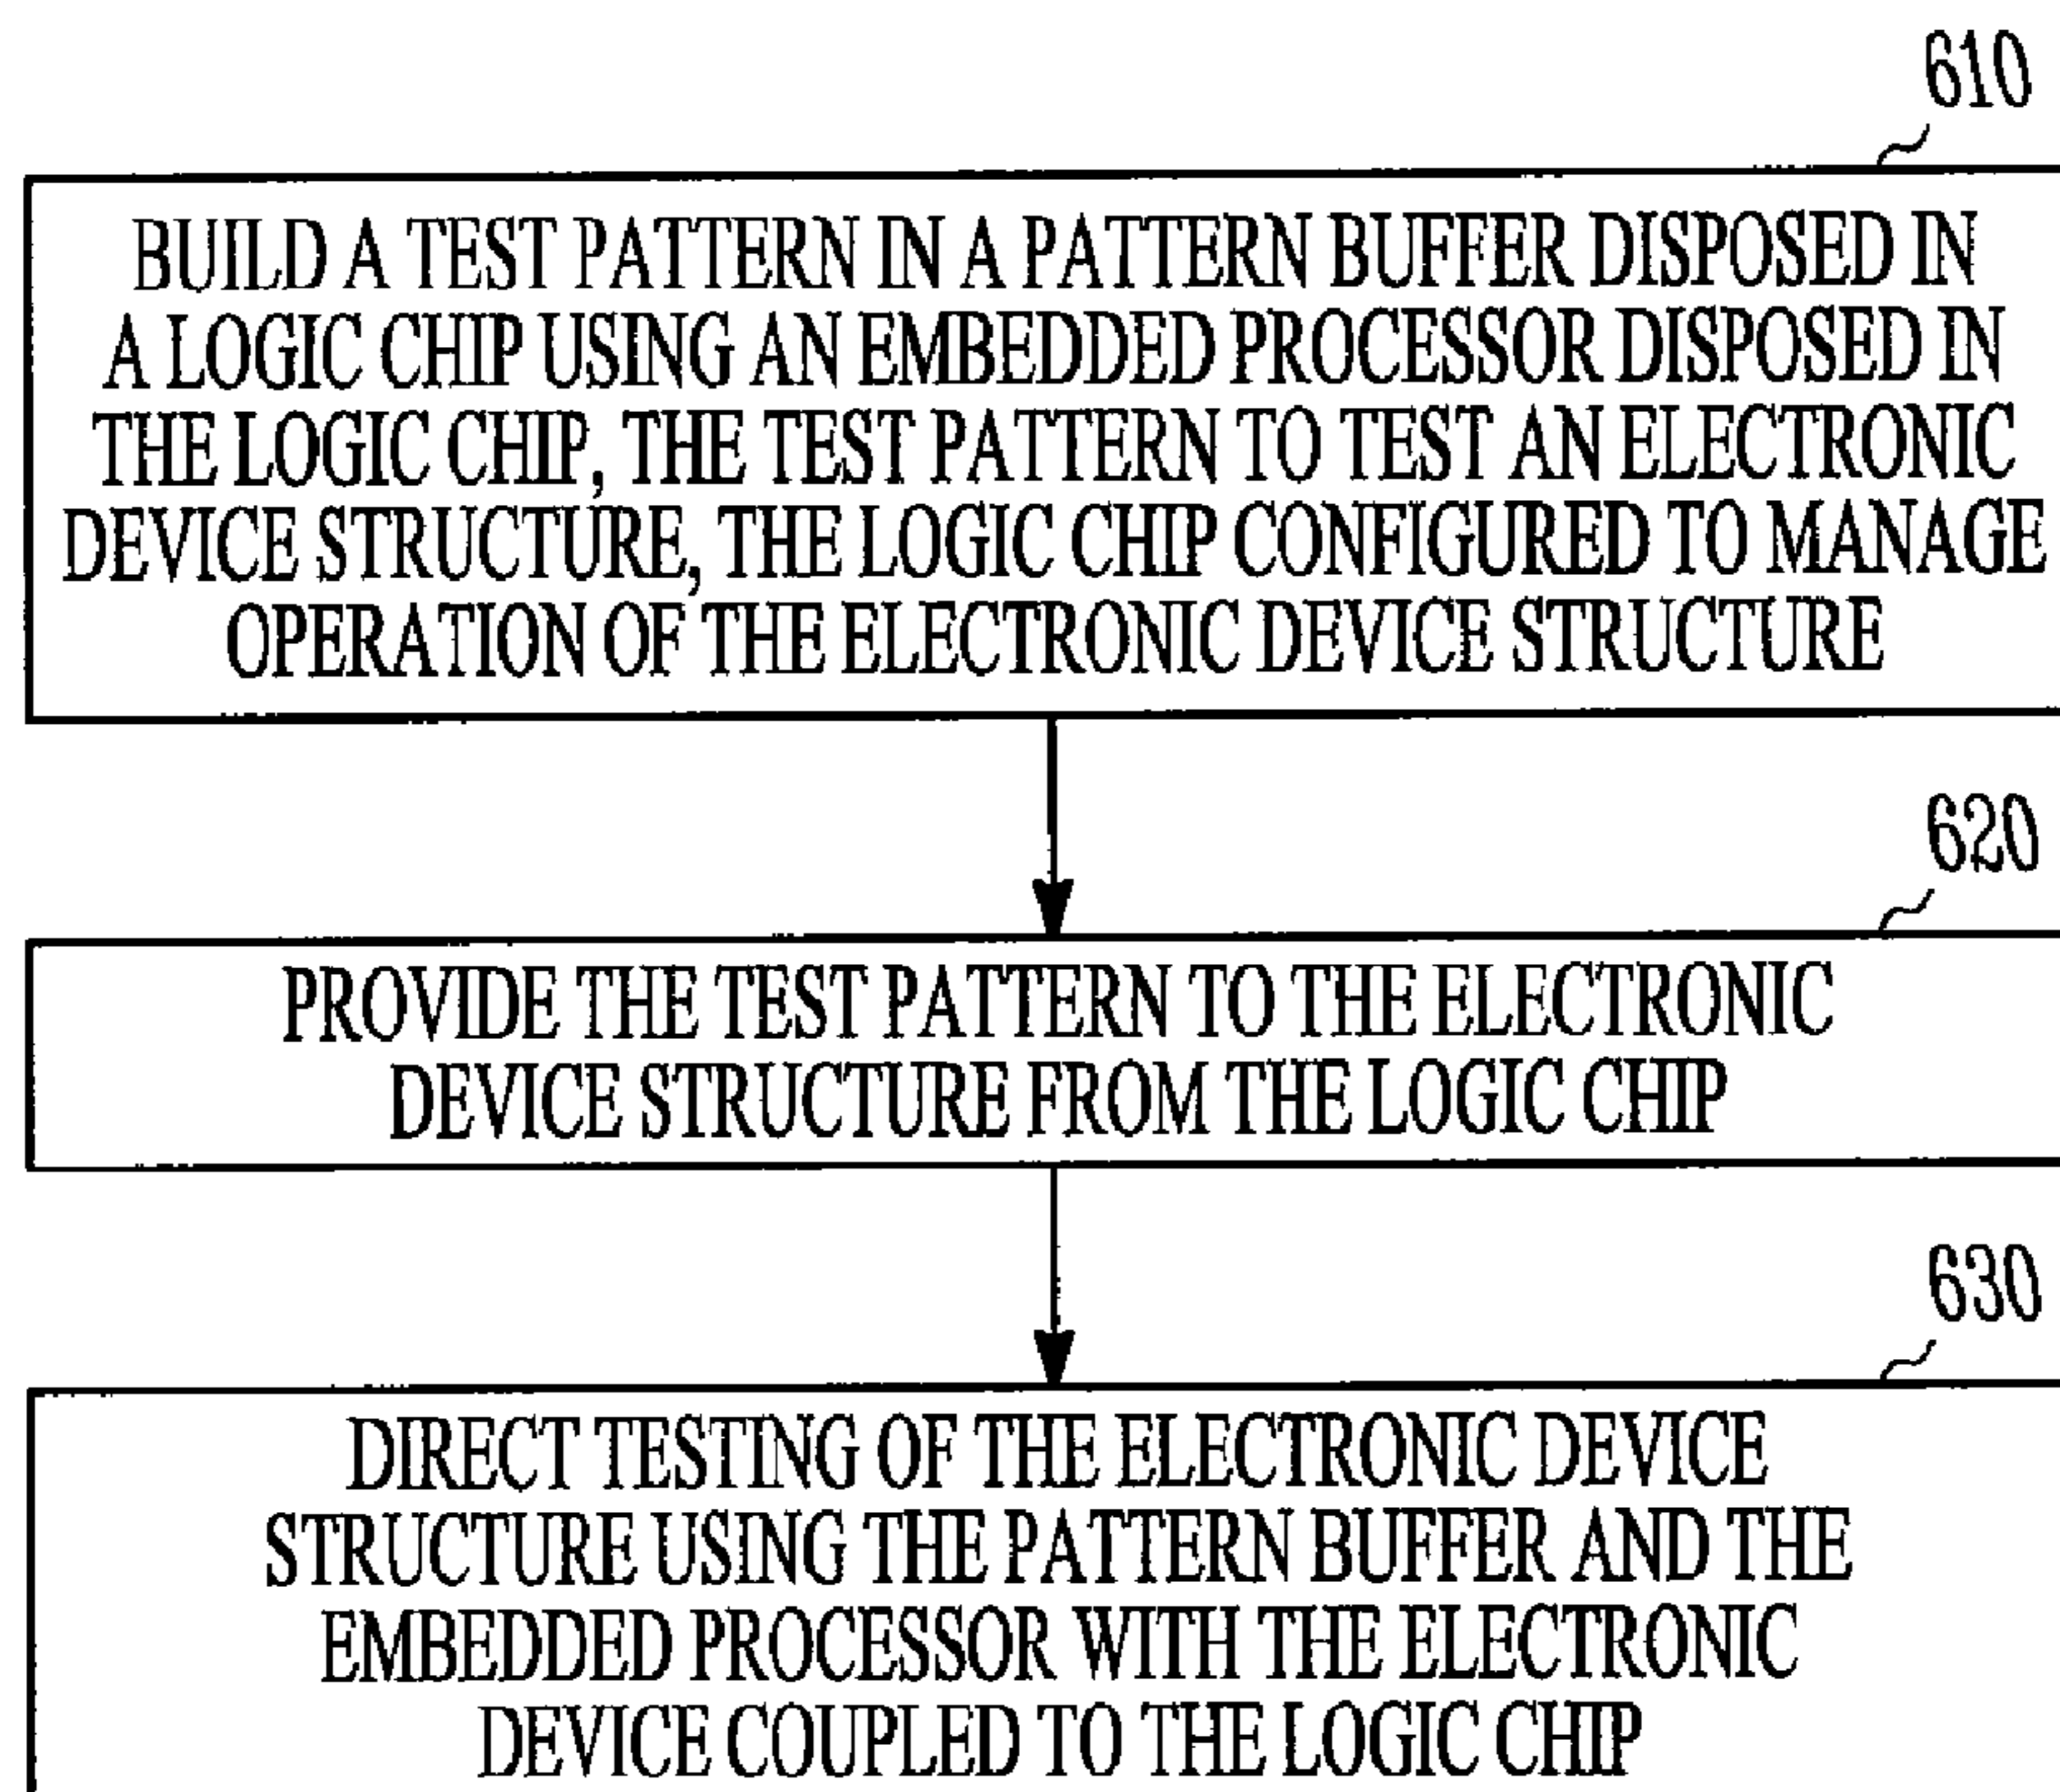 610
BUILD A TEST PATTERN IN A PATTERN BUFFER DISPOSED IN
A LOGIC CHIP USING AN EMBEDDED PROCESSOR DISPOSED IN
THE LOGIC CHIP, THE TEST PATTERN TO TEST AN ELECTRONIC
DEVICE STRUCTURE, THE LOGIC CHIP CONFIGURED TO MANAGE
OPERATION OF THE ELECTRONIC DEVICE STRUCTURE
620
PROVIDE THE TEST PATTERN TO THE ELECTRONIC
DEVICE STRUCTURE FROM THE LOGIC CHIP
630
DIRECT TESTING OF THE ELECTRONIC DEVICE
STRUCTURE USING THE PATTERN BUFFER AND THE
EMBEDDED PROCESSOR WITH THE ELECTRONIC
DEVICE COUPLED TO THE LOGIC CHIP